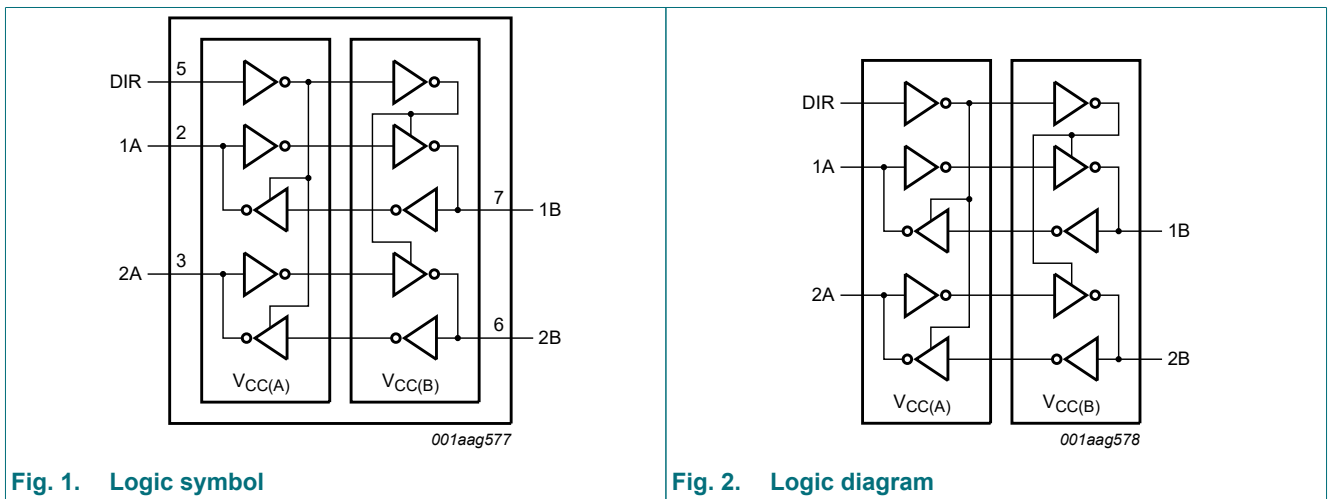 DIR 5
1A 2
7 1B
2A 3
6 2B
VCC(A) VCC(B)
001aag577
Fig. 1. Logic symbol
DIR
1A
1B
2A
2B
VCC(A) VCC(B)
001aag578
Fig. 2. Logic diagram